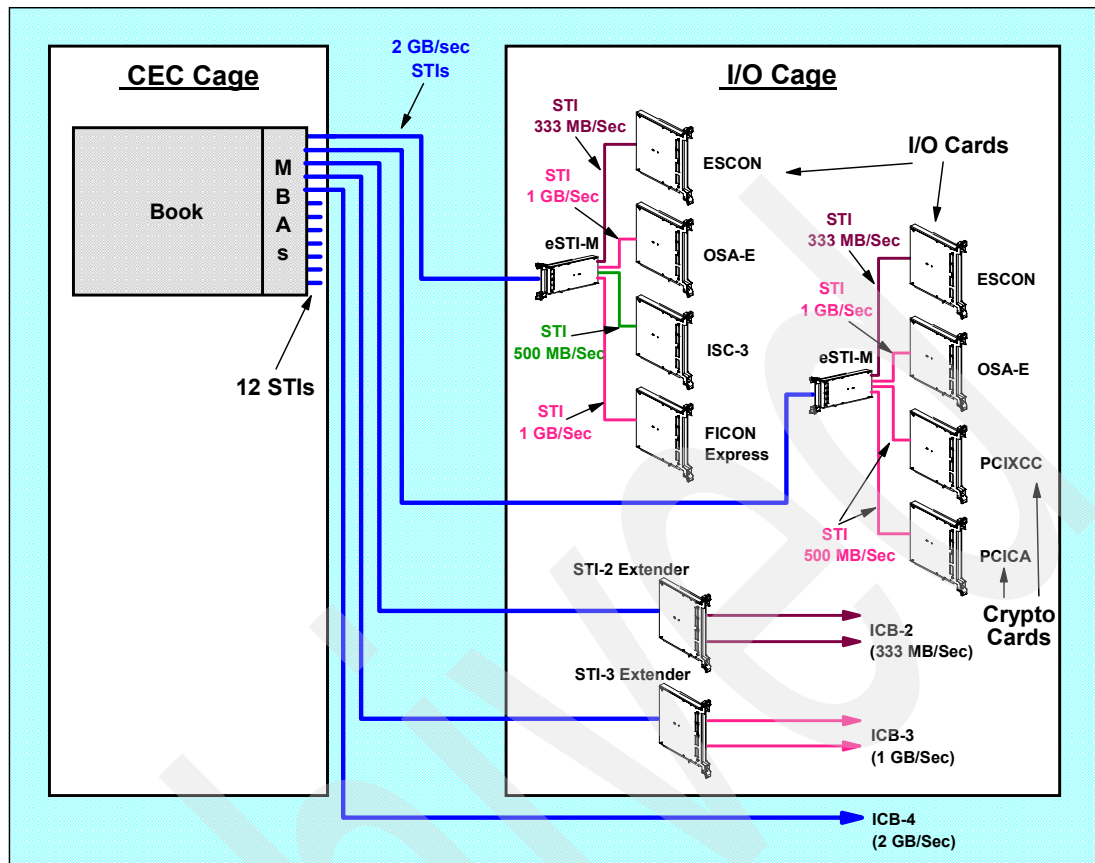 2 GB/sec
STIs
CEC Cage
I/O Cage
Book
M
B
A
s
12 STIs
STI
333 MB/Sec
ESCON
I/O Cards
STI
1 GB/Sec
OSA-E
eSTI-M
STI
500 MB/Sec
ISC-3
STI
1 GB/Sec
FICON
Express
STI
333 MB/Sec
ESCON
STI
1 GB/Sec
OSA-E
eSTI-M
PCIXCC
STI
500 MB/Sec
PCICA
Crypto
Cards
STI-2 Extender
ICB-2
(333 MB/Sec)
STI-3 Extender
ICB-3
(1 GB/Sec)
ICB-4
(2 GB/Sec)